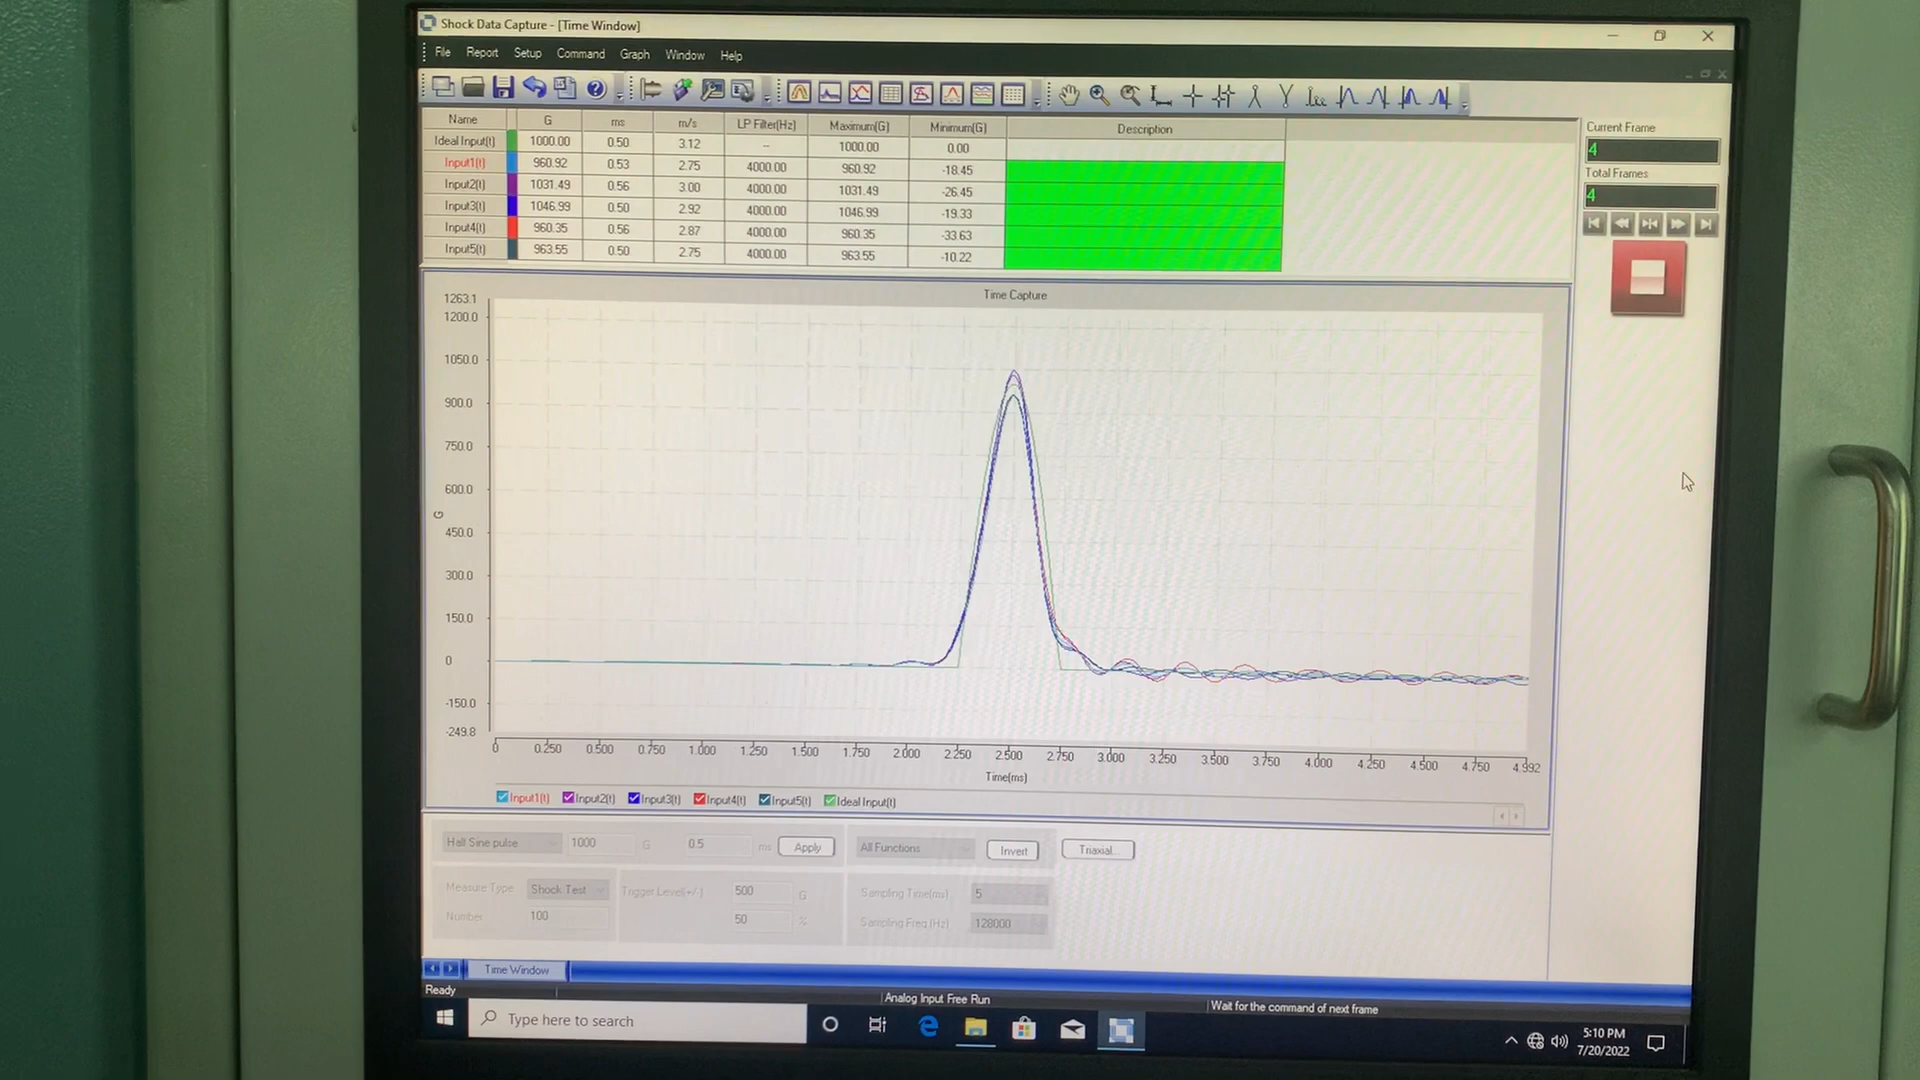 Shock Data Capture - [Time Window]
File Report Setup Command Graph Window Help
Name G ms m/s LP Filter(Hz) Maximum(G) Minimum(G) Description
Ideal Input(t) 1000.00 0.50 3.12 -- 1000.00 0.00
Input1(t) 960.92 0.53 2.75 4000.00 960.92 -18.45
Input2(t) 1031.49 0.56 3.00 4000.00 1031.49 -26.45
Input3(t) 1046.99 0.50 2.92 4000.00 1046.99 -19.33
Input4(t) 960.35 0.56 2.87 4000.00 960.35 -33.63
Input5(t) 963.55 0.50 2.75 4000.00 963.55 -10.22
Current Frame
4
Total Frames
4
Time Capture
1263.1
1200.0
1050.0
900.0
750.0
600.0
G
450.0
300.0
150.0
0
-150.0
-249.8
0 0.250 0.500 0.750 1.000 1.250 1.500 1.750 2.000 2.250 2.500 2.750 3.000 3.250 3.500 3.750 4.000 4.250 4.500 4.750 4.992
Time(ms)
Input1(t) Input2(t) Input3(t) Input4(t) Input5(t) Ideal Input(t)
Half Sine pulse 1000 G 0.5 ms Apply All Functions Invert Triaxial...
Measure Type Shock Test Trigger Level(+/-) 500 G Sampling Time(ms) 5
Number 100 50 % Sampling Freq.(Hz) 128000
Time Window
Ready Analog Input Free Run Wait for the command of next frame
Type here to search
5:10 PM
7/20/2022